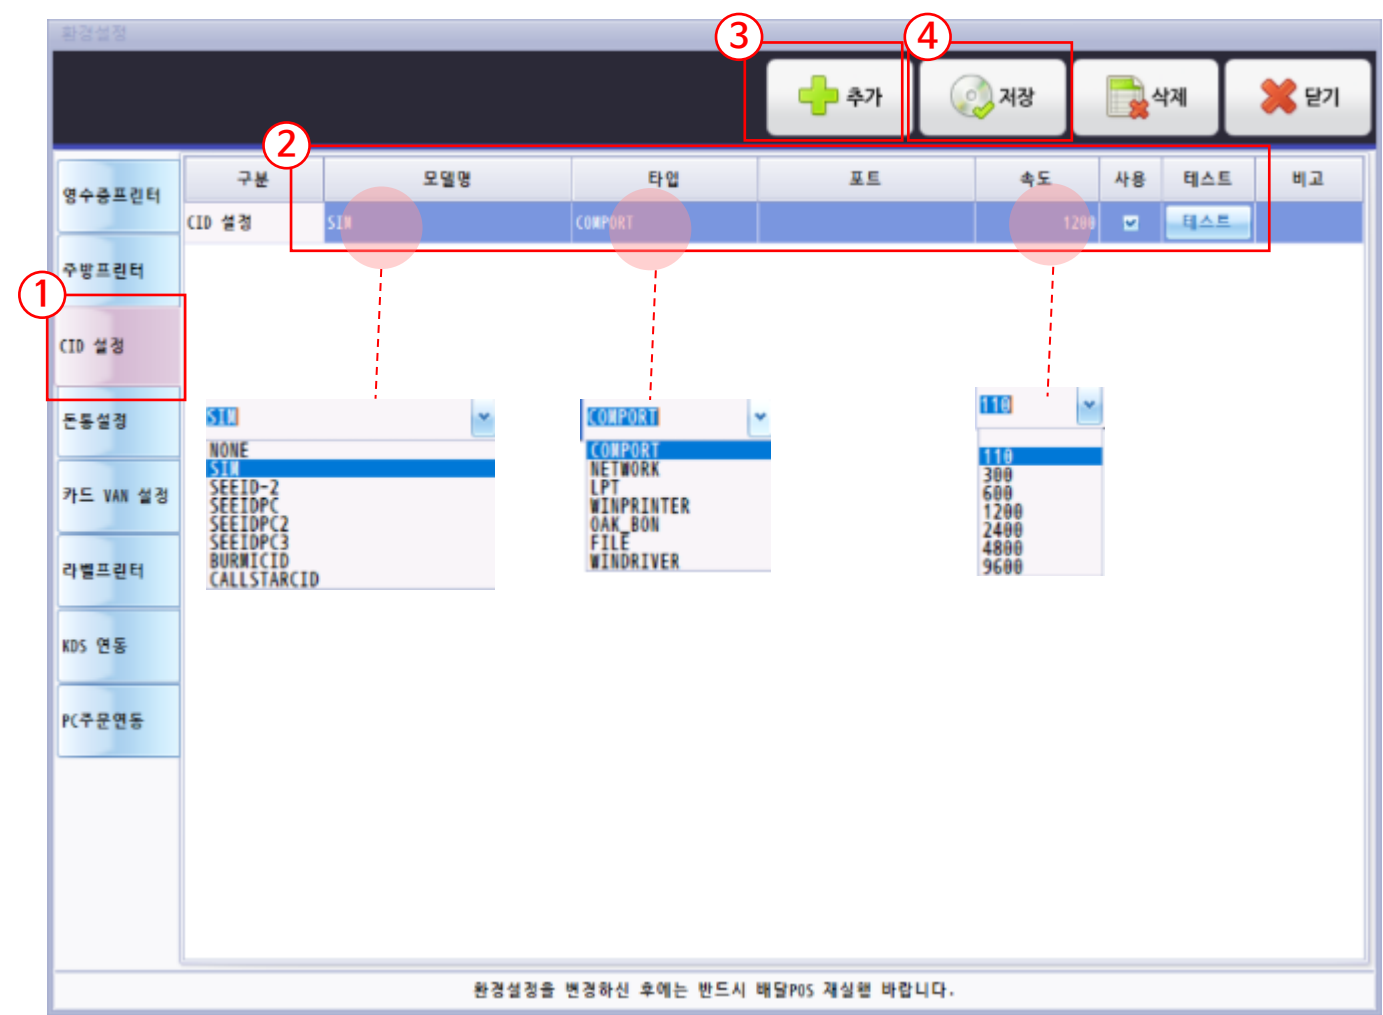 환경설정
3
4
추가
저장
삭제
닫기
2
구분
모델명
타입
포트
속도
사용
테스트
비고
CID 설정
SIM
COMPORT
1200
테스트
영수증프린터
주방프린터
1
CID 설정
돈통설정
카드 VAN 설정
라벨프린터
KDS 연동
PC주문연동
SIM
NONE
SIM
SEEID-2
SEEIDPC
SEEIDPC2
SEEIDPC3
BURMICID
CALLSTARCID
COMPORT
COMPORT
NETWORK
LPT
WINPRINTER
OAK_BON
FILE
WINDRIVER
110
110
300
600
1200
2400
4800
9600
환경설정을 변경하신 후에는 반드시 배달POS 재실행 바랍니다.